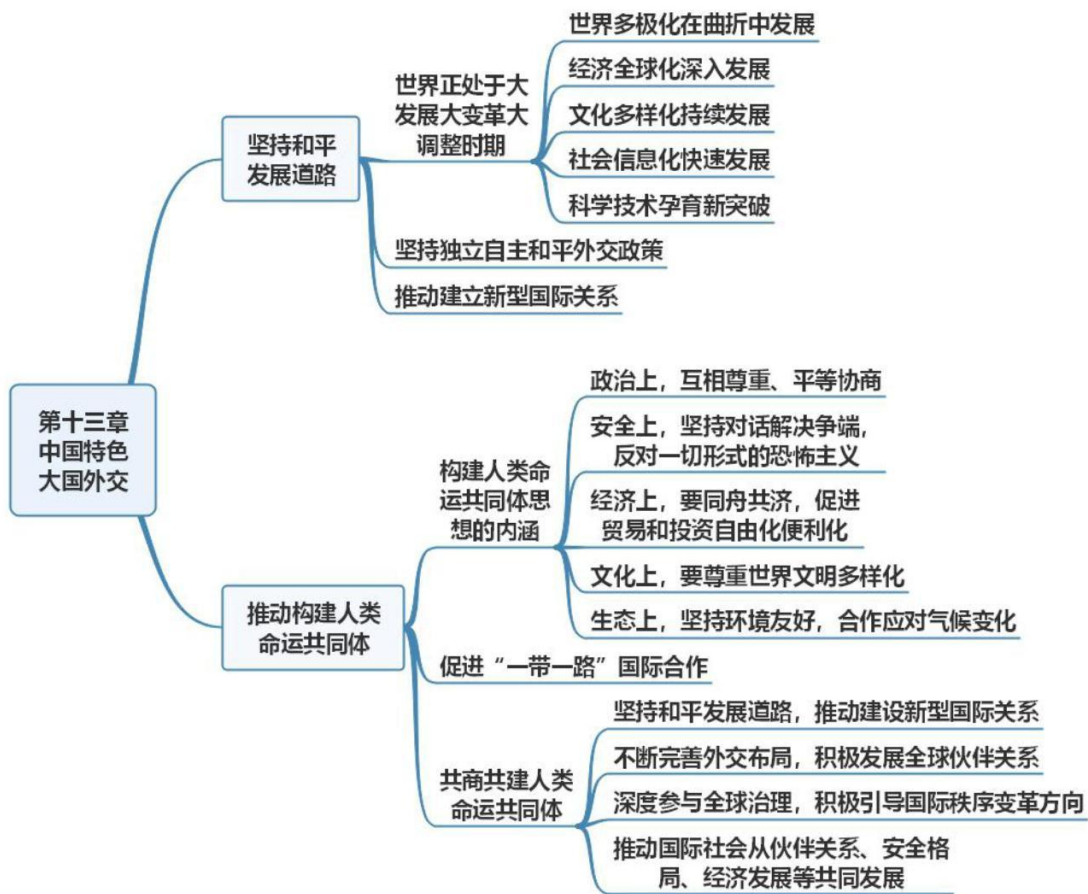 第十三章
中国特色
大国外交
坚持和平
发展道路
世界正处于大
发展大变革大
调整时期
世界多极化在曲折中发展
经济全球化深入发展
文化多样化持续发展
社会信息化快速发展
科学技术孕育新突破
坚持独立自主和平外交政策
推动建立新型国际关系
推动构建人类
命运共同体
构建人类命
运共同体思
想的内涵
政治上，互相尊重、平等协商
安全上，坚持对话解决争端，
反对一切形式的恐怖主义
经济上，要同舟共济，促进
贸易和投资自由化便利化
文化上，要尊重世界文明多样化
生态上，坚持环境友好，合作应对气候变化
促进“一带一路”国际合作
共商共建人类
命运共同体
坚持和平发展道路，推动建设新型国际关系
不断完善外交布局，积极发展全球伙伴关系
深度参与全球治理，积极引导国际秩序变革方向
推动国际社会从伙伴关系、安全格
局、经济发展等共同发展